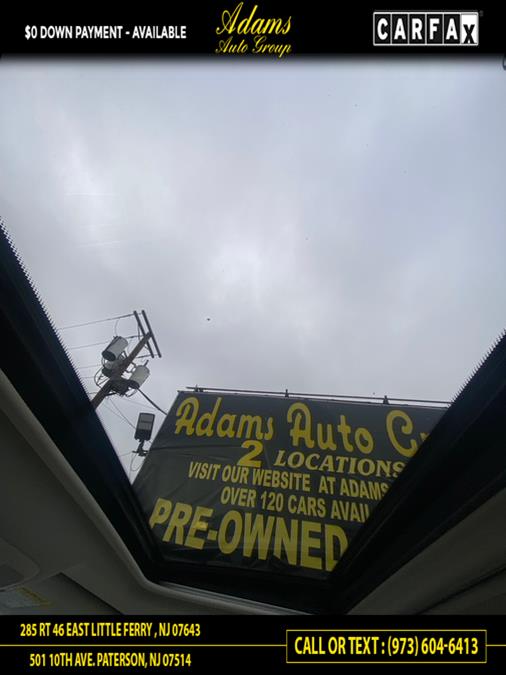 $0 DOWN PAYMENT - AVAILABLE
Adams
Auto Group
CARFAX
Adams Auto
2 LOCATIONS
VISIT OUR WEBSITE AT ADAMS
OVER 120 CARS
PRE-OWNED
285 RT 46 EAST LITTLE FERRY , NJ 07643
501 10TH AVE. PATERSON, NJ 07514
CALL OR TEXT : (973) 604-6413